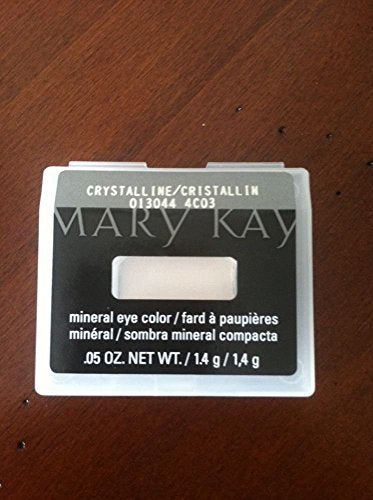 CRYSTALLINE/CRISTALLIN
013044 4C03
MARY KAY
mineral eye color / fard à paupières
minéral / sombra mineral compacta
.05 OZ. NET WT. / 1.4 g / 1,4 g